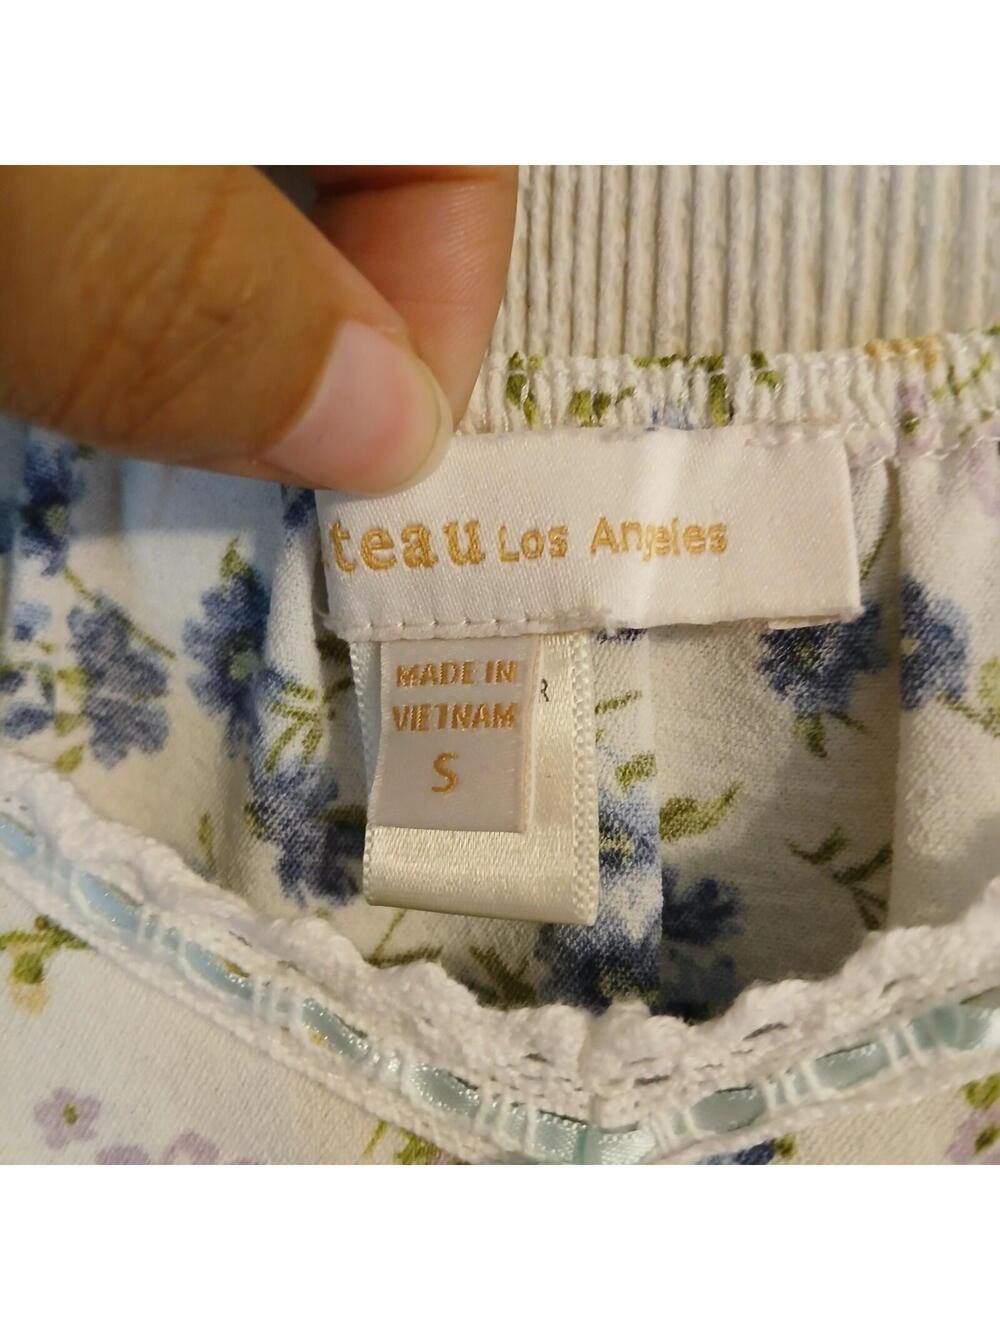 teau Los Angeles
MADE IN
VIETNAM
S
R